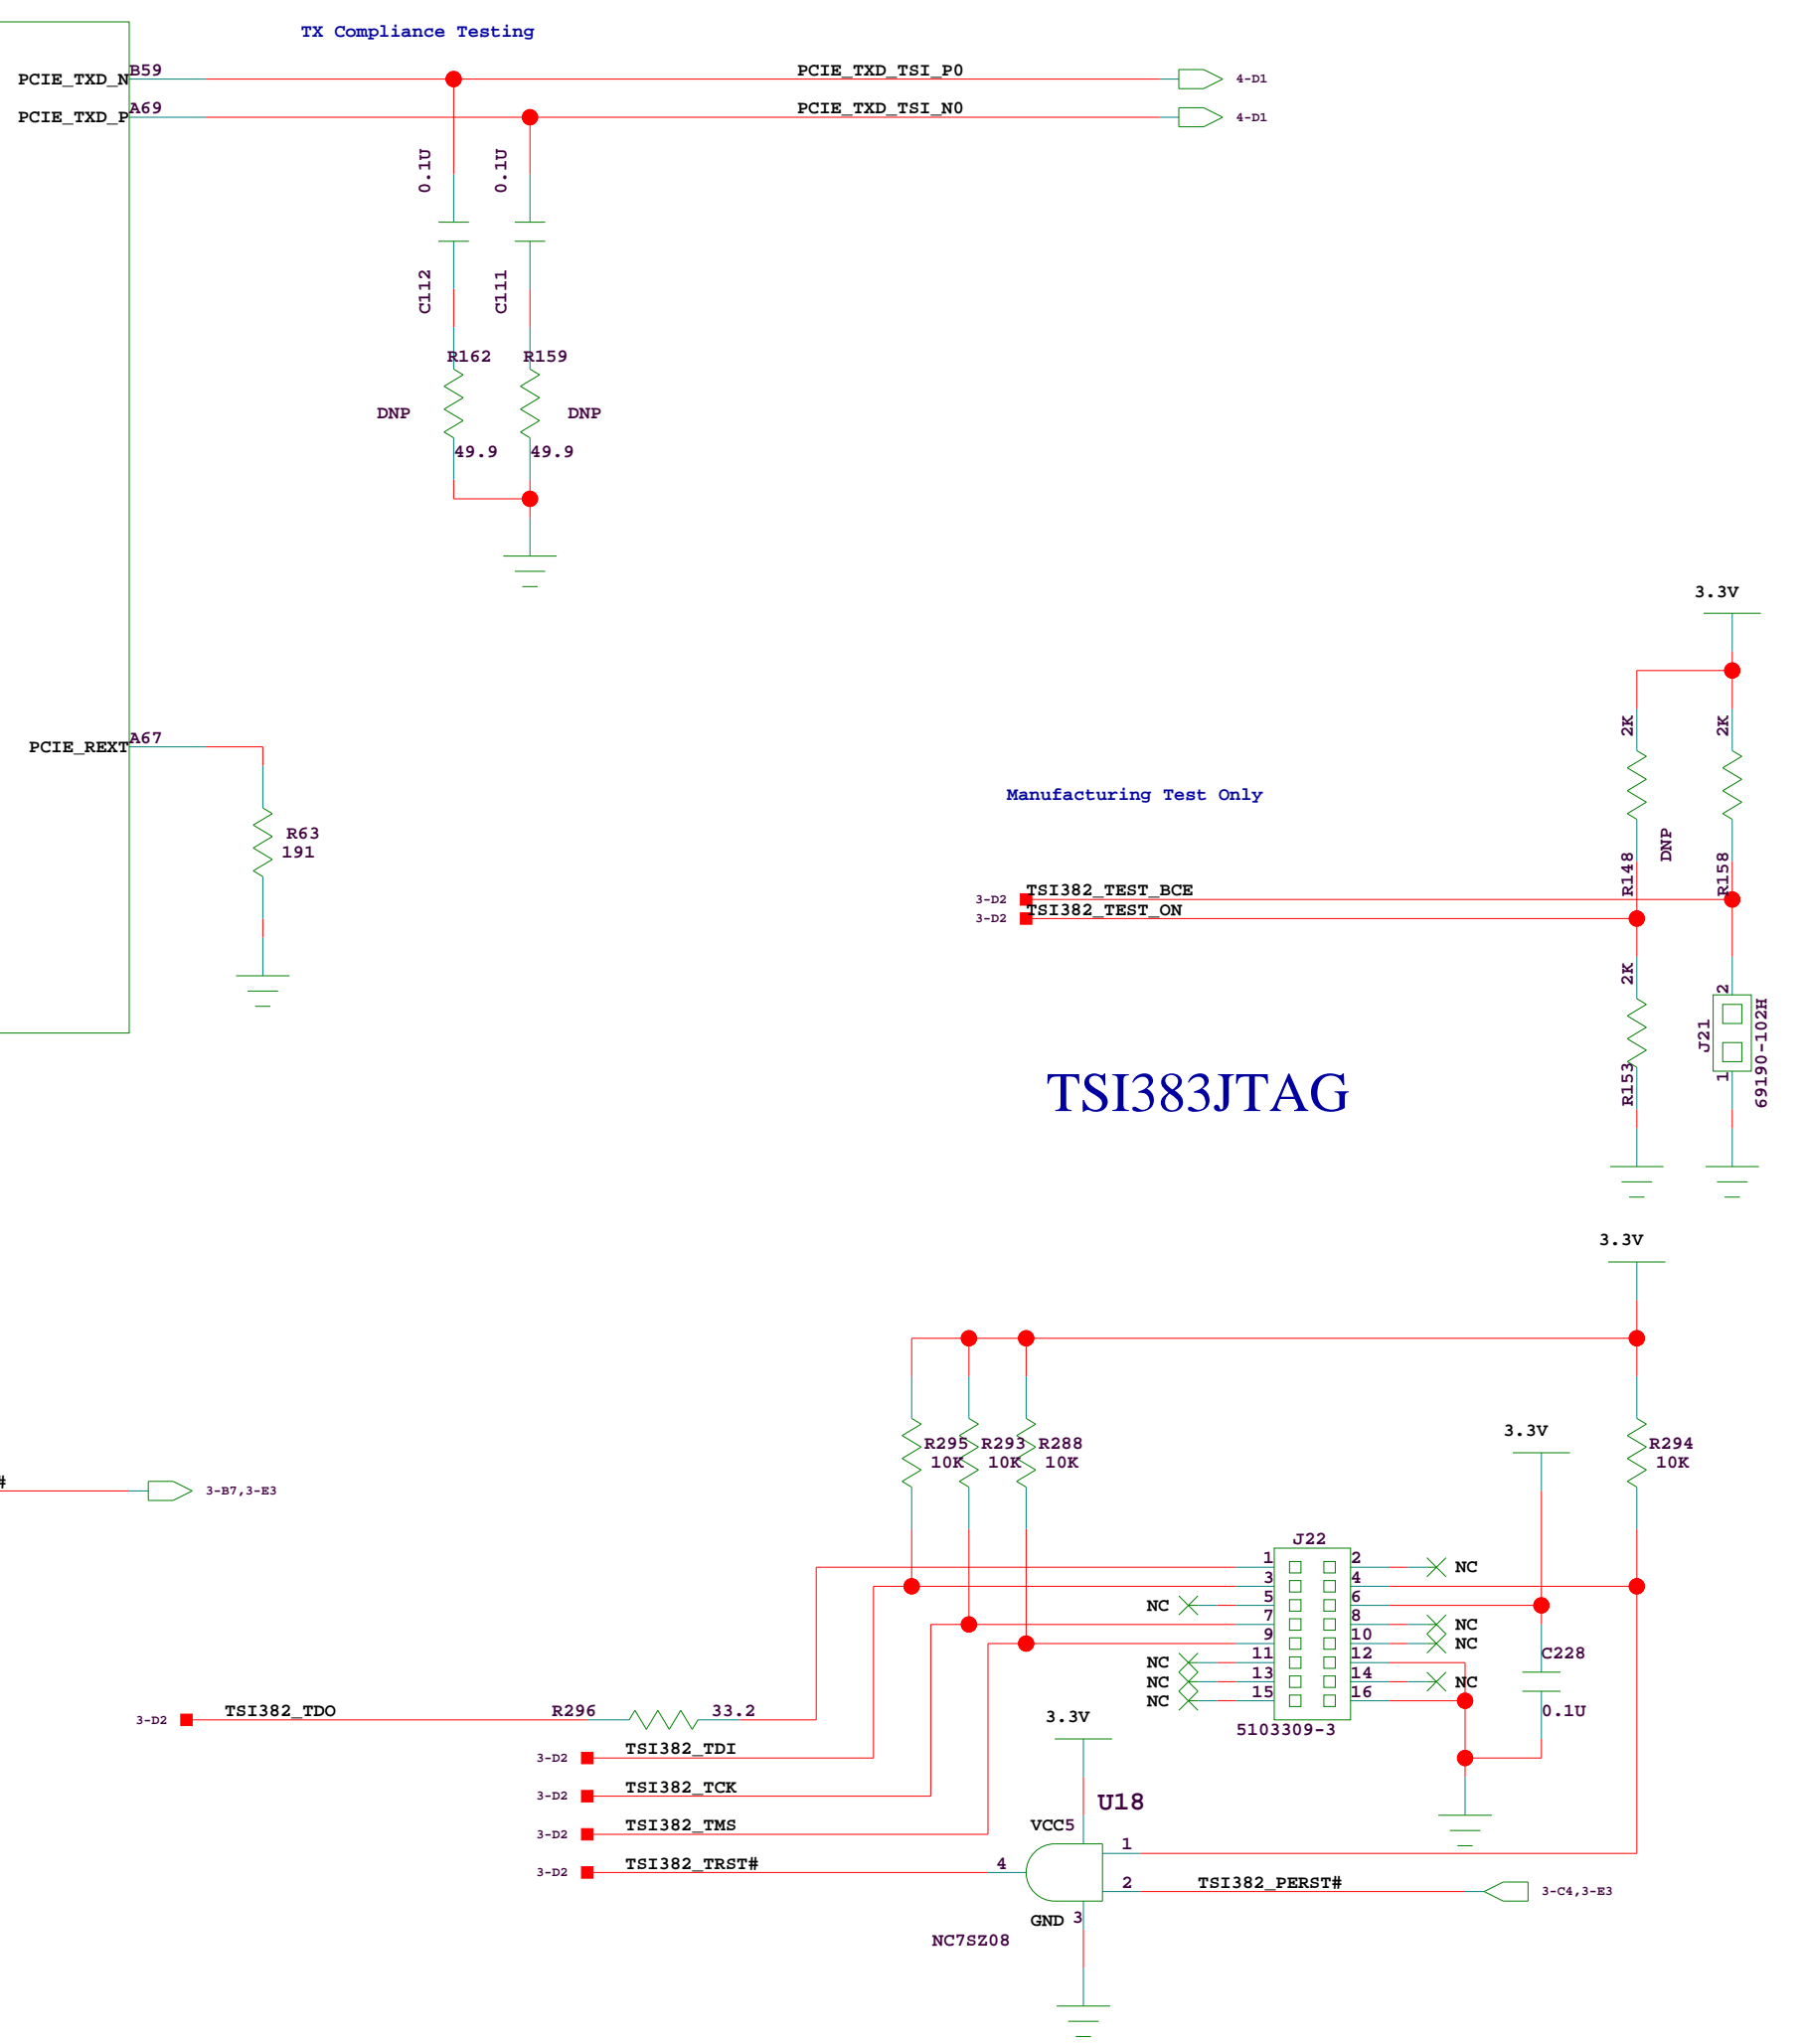 TX Compliance Testing
PCIE_TXD_N
B59
PCIE_TXD_TSI_P0
4-D1
PCIE_TXD_P
A69
PCIE_TXD_TSI_N0
4-D1
0.1U
0.1U
C112
C111
R162
R159
DNP
DNP
49.9
49.9
3.3V
2K
2K
PCIE_REXT
A67
R63
191
Manufacturing Test Only
DNP
R148
R158
3-D2
TSI382_TEST_BCE
3-D2
TSI382_TEST_ON
2K
2
J21
69190-102H
1
R153
TSI383JTAG
3.3V
3.3V
R295
10K
R293
10K
R288
10K
R294
10K
#
3-B7,3-E3
J22
1
2
NC
3
4
NC
5
6
7
8
NC
9
10
NC
NC
11
12
NC
13
14
NC
NC
15
16
C228
0.1U
5103309-3
3-D2
TSI382_TDO
R296
33.2
3-D2
TSI382_TDI
3-D2
TSI382_TCK
3-D2
TSI382_TMS
3-D2
TSI382_TRST#
3.3V
U18
VCC
5
1
4
2
TSI382_PERST#
3-C4,3-E3
GND
3
NC7SZ08